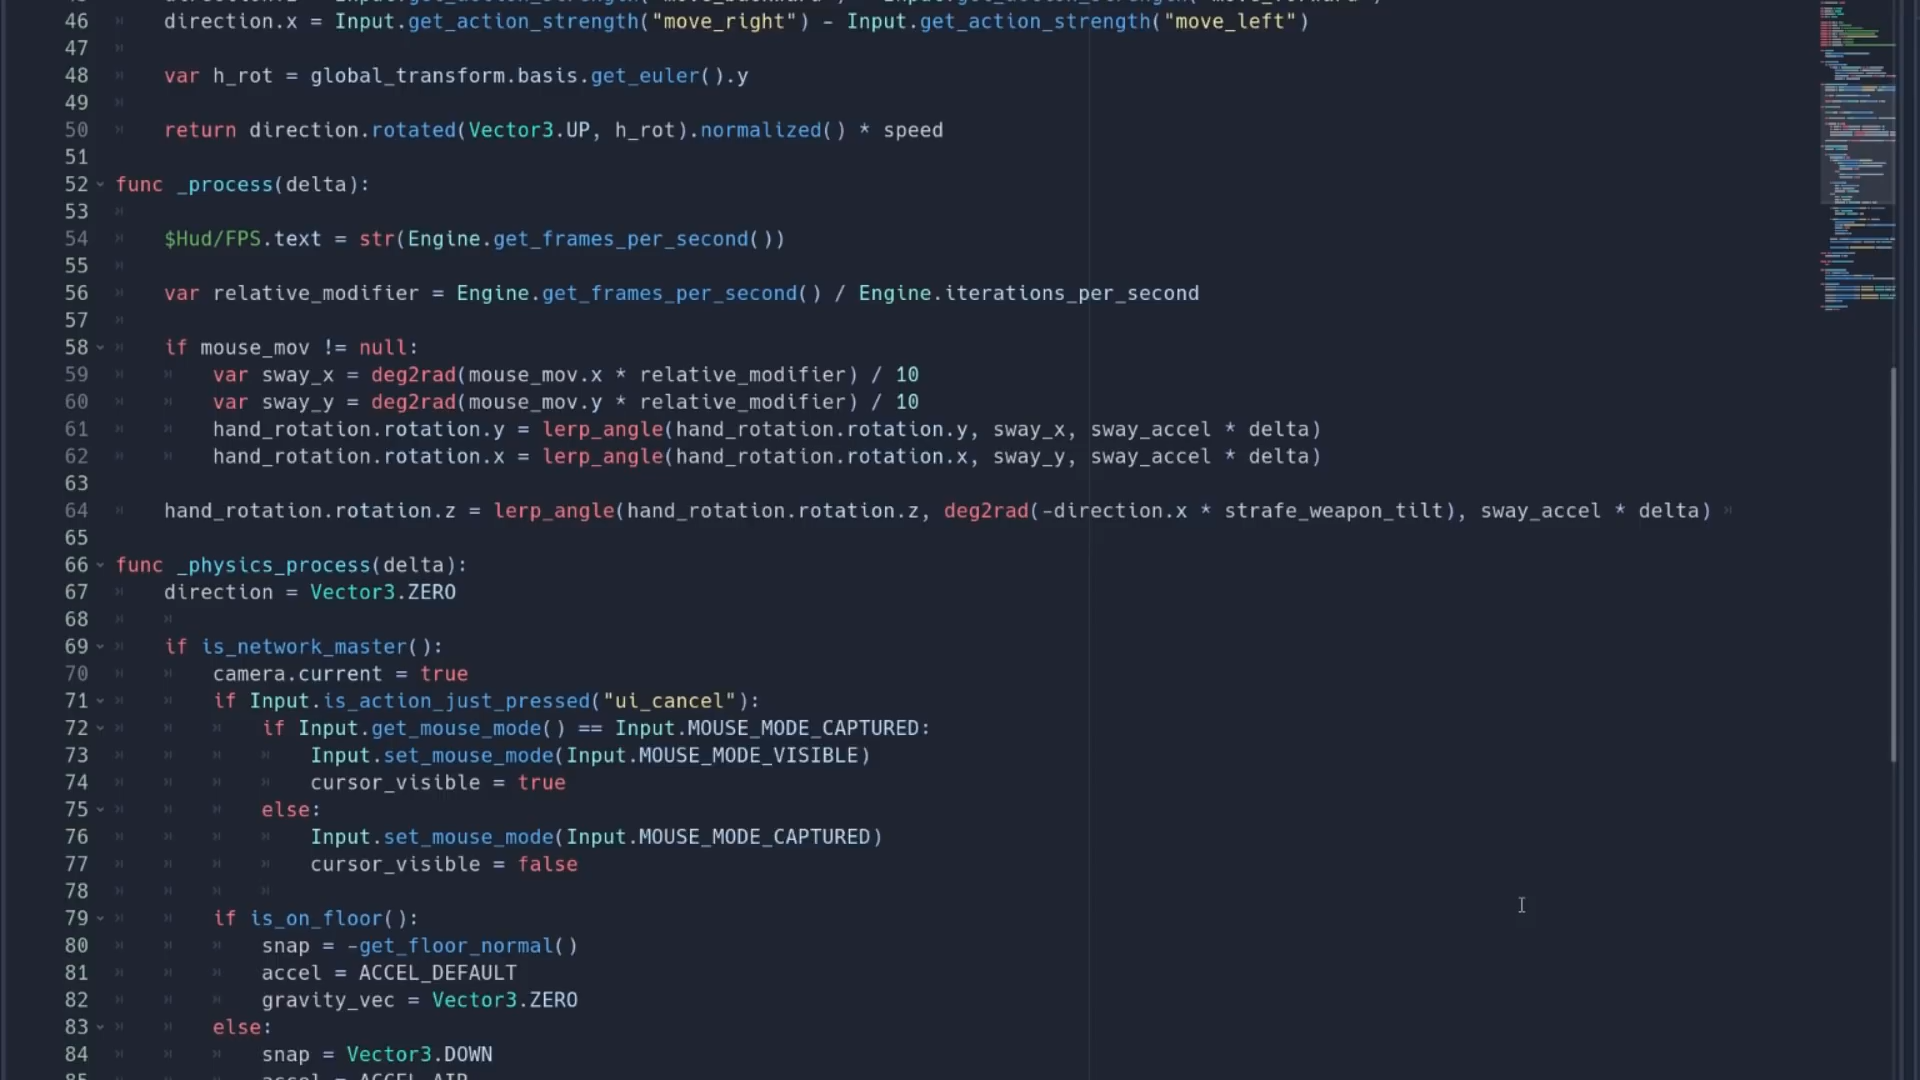 46 direction.x = Input.get_action_strength("move_right") - Input.get_action_strength("move_left")
47
48 var h_rot = global_transform.basis.get_euler().y
49
50 return direction.rotated(Vector3.UP, h_rot).normalized() * speed
51
52 func _process(delta):
53
54 $Hud/FPS.text = str(Engine.get_frames_per_second())
55
56 var relative_modifier = Engine.get_frames_per_second() / Engine.iterations_per_second
57
58 if mouse_mov != null:
59 var sway_x = deg2rad(mouse_mov.x * relative_modifier) / 10
60 var sway_y = deg2rad(mouse_mov.y * relative_modifier) / 10
61 hand_rotation.rotation.y = lerp_angle(hand_rotation.rotation.y, sway_x, sway_accel * delta)
62 hand_rotation.rotation.x = lerp_angle(hand_rotation.rotation.x, sway_y, sway_accel * delta)
63
64 hand_rotation.rotation.z = lerp_angle(hand_rotation.rotation.z, deg2rad(-direction.x * strafe_weapon_tilt), sway_accel * delta)
65
66 func _physics_process(delta):
67 direction = Vector3.ZERO
68
69 if is_network_master():
70 camera.current = true
71 if Input.is_action_just_pressed("ui_cancel"):
72 if Input.get_mouse_mode() == Input.MOUSE_MODE_CAPTURED:
73 Input.set_mouse_mode(Input.MOUSE_MODE_VISIBLE)
74 cursor_visible = true
75 else:
76 Input.set_mouse_mode(Input.MOUSE_MODE_CAPTURED)
77 cursor_visible = false
78
79 if is_on_floor():
80 snap = -get_floor_normal()
81 accel = ACCEL_DEFAULT
82 gravity_vec = Vector3.ZERO
83 else:
84 snap = Vector3.DOWN
85 accel = ACCEL_AIR